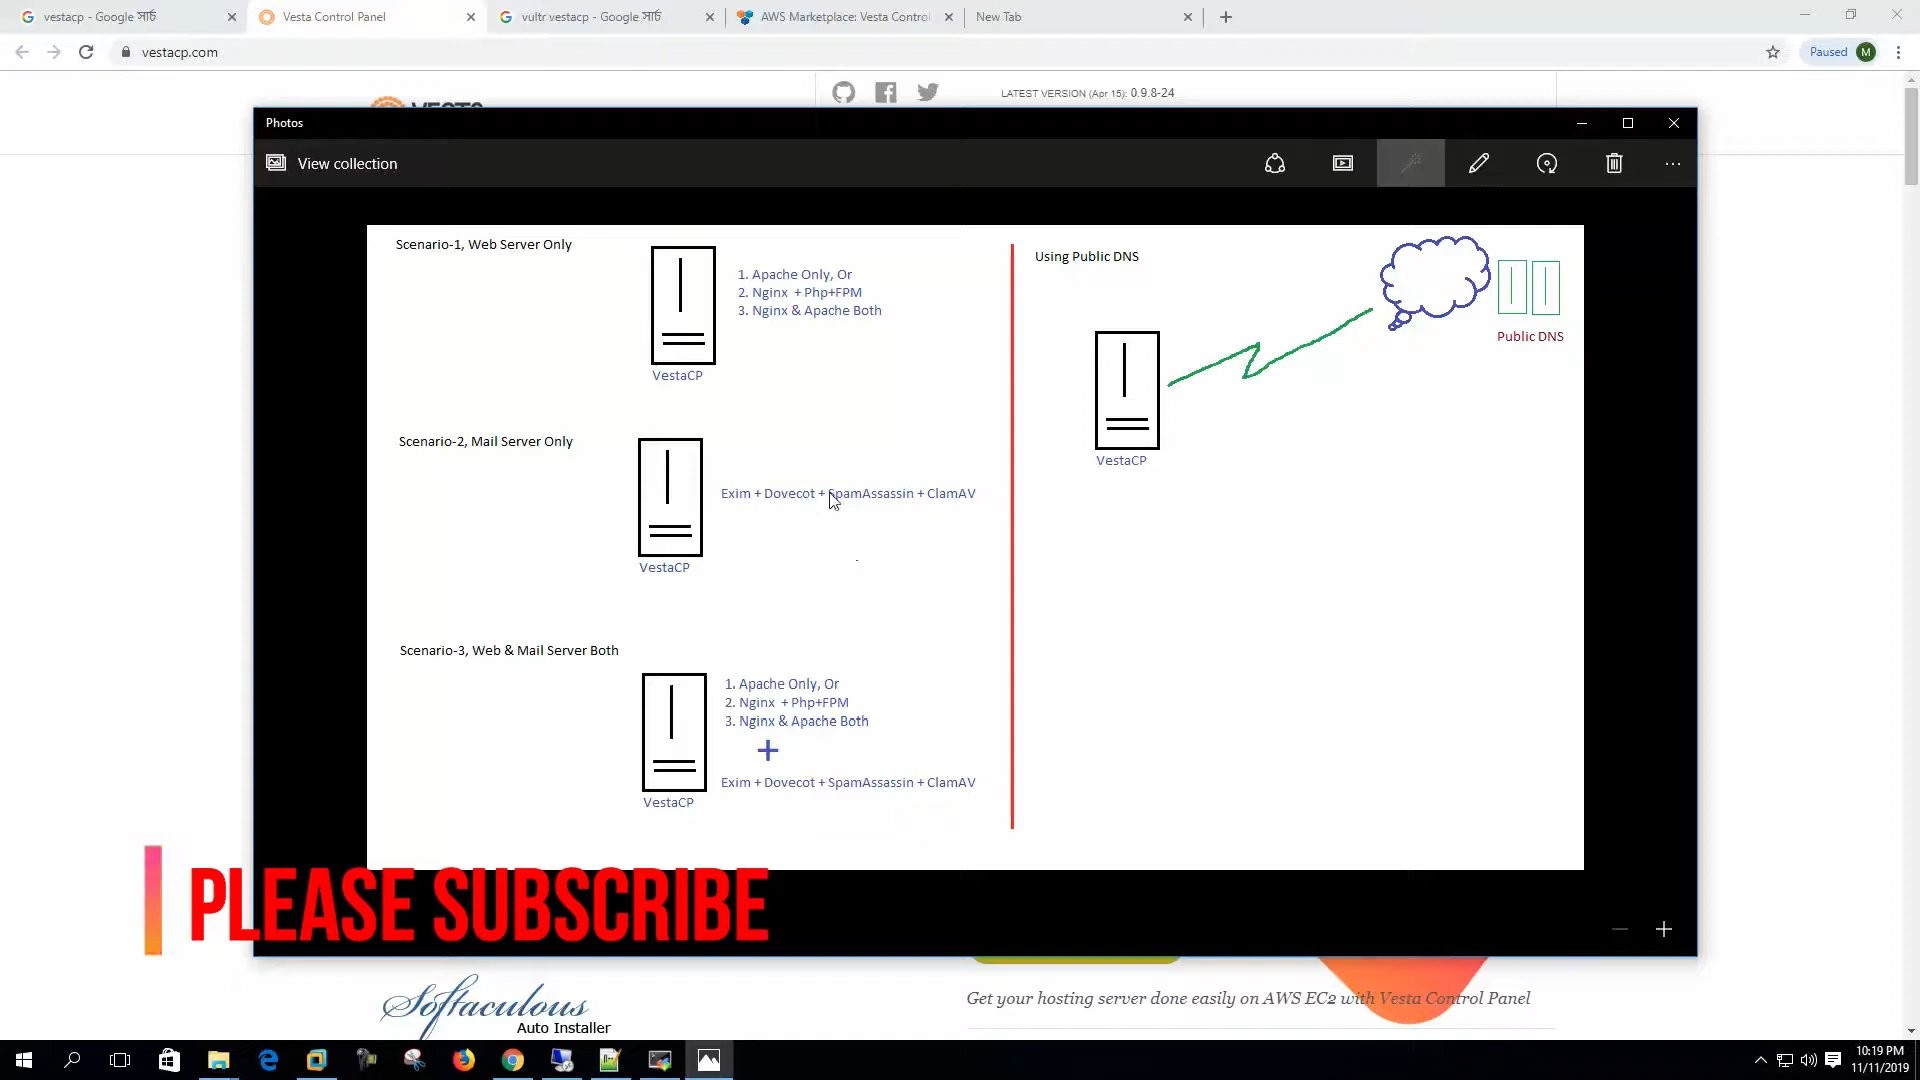 vestacp - Google সার্চ
Vesta Control Panel
vultr vestacp - Google সার্চ
AWS Marketplace: Vesta Control
New Tab
vestacp.com
Paused
M
LATEST VERSION (Apr 15): 0.9.8-24
Photos
View collection
Scenario-1, Web Server Only
1. Apache Only, Or
2. Nginx + Php+FPM
3. Nginx & Apache Both
VestaCP
Scenario-2, Mail Server Only
Exim + Dovecot + SpamAssassin + ClamAV
VestaCP
Scenario-3, Web & Mail Server Both
1. Apache Only, Or
2. Nginx + Php+FPM
3. Nginx & Apache Both
+
Exim + Dovecot + SpamAssassin + ClamAV
VestaCP
Using Public DNS
Public DNS
VestaCP
PLEASE SUBSCRIBE
Softaculous
Auto Installer
Get your hosting server done easily on AWS EC2 with Vesta Control Panel
10:19 PM
11/11/2019